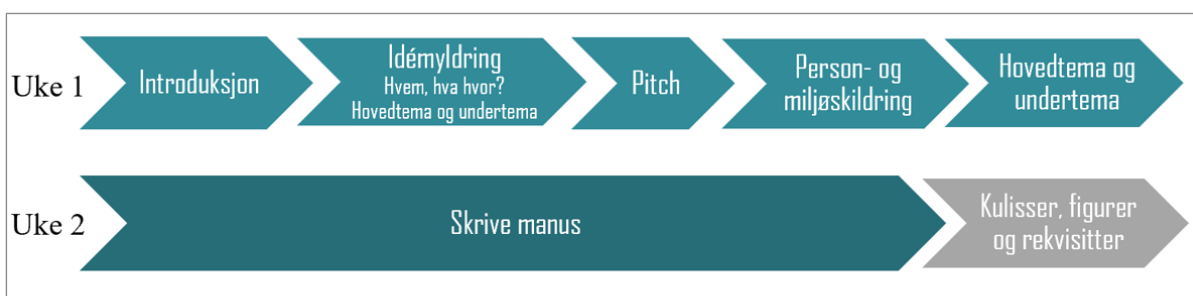 Uke 1
Introduksjon
Idémyldring
Hvem, hva hvor?
Hovedtema og undertema
Pitch
Person- og
miljøskildring
Hovedtema og
undertema
Uke 2
Skrive manus
Kulisser, figurer
og rekvisitter